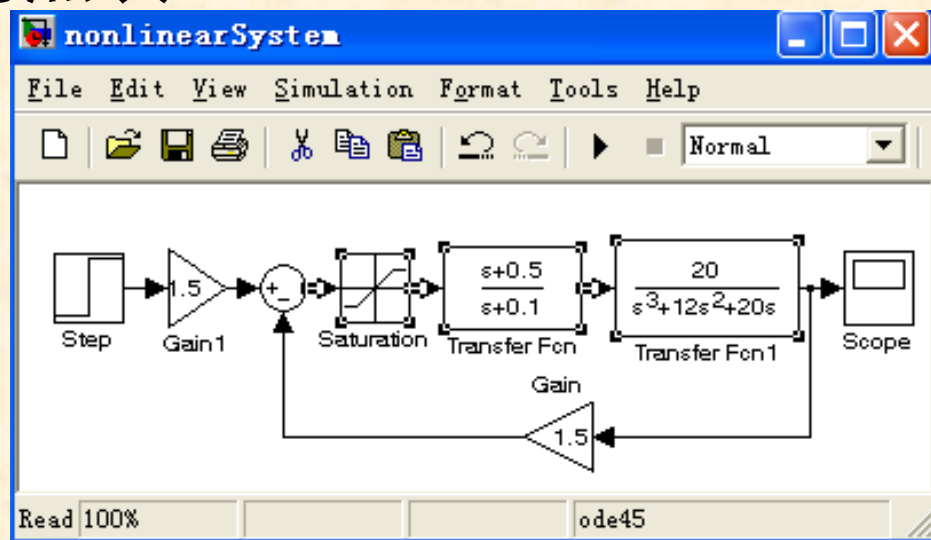 nonlinearSystem
File Edit View Simulation Format Tools Help
Normal
1.5
+
-
s+0.5
s+0.1
20
s³+12s²+20s
Step
Gain1
Saturation
Transfer Fcn
Transfer Fcn1
Scope
Gain
1.5
Read 100%
ode45